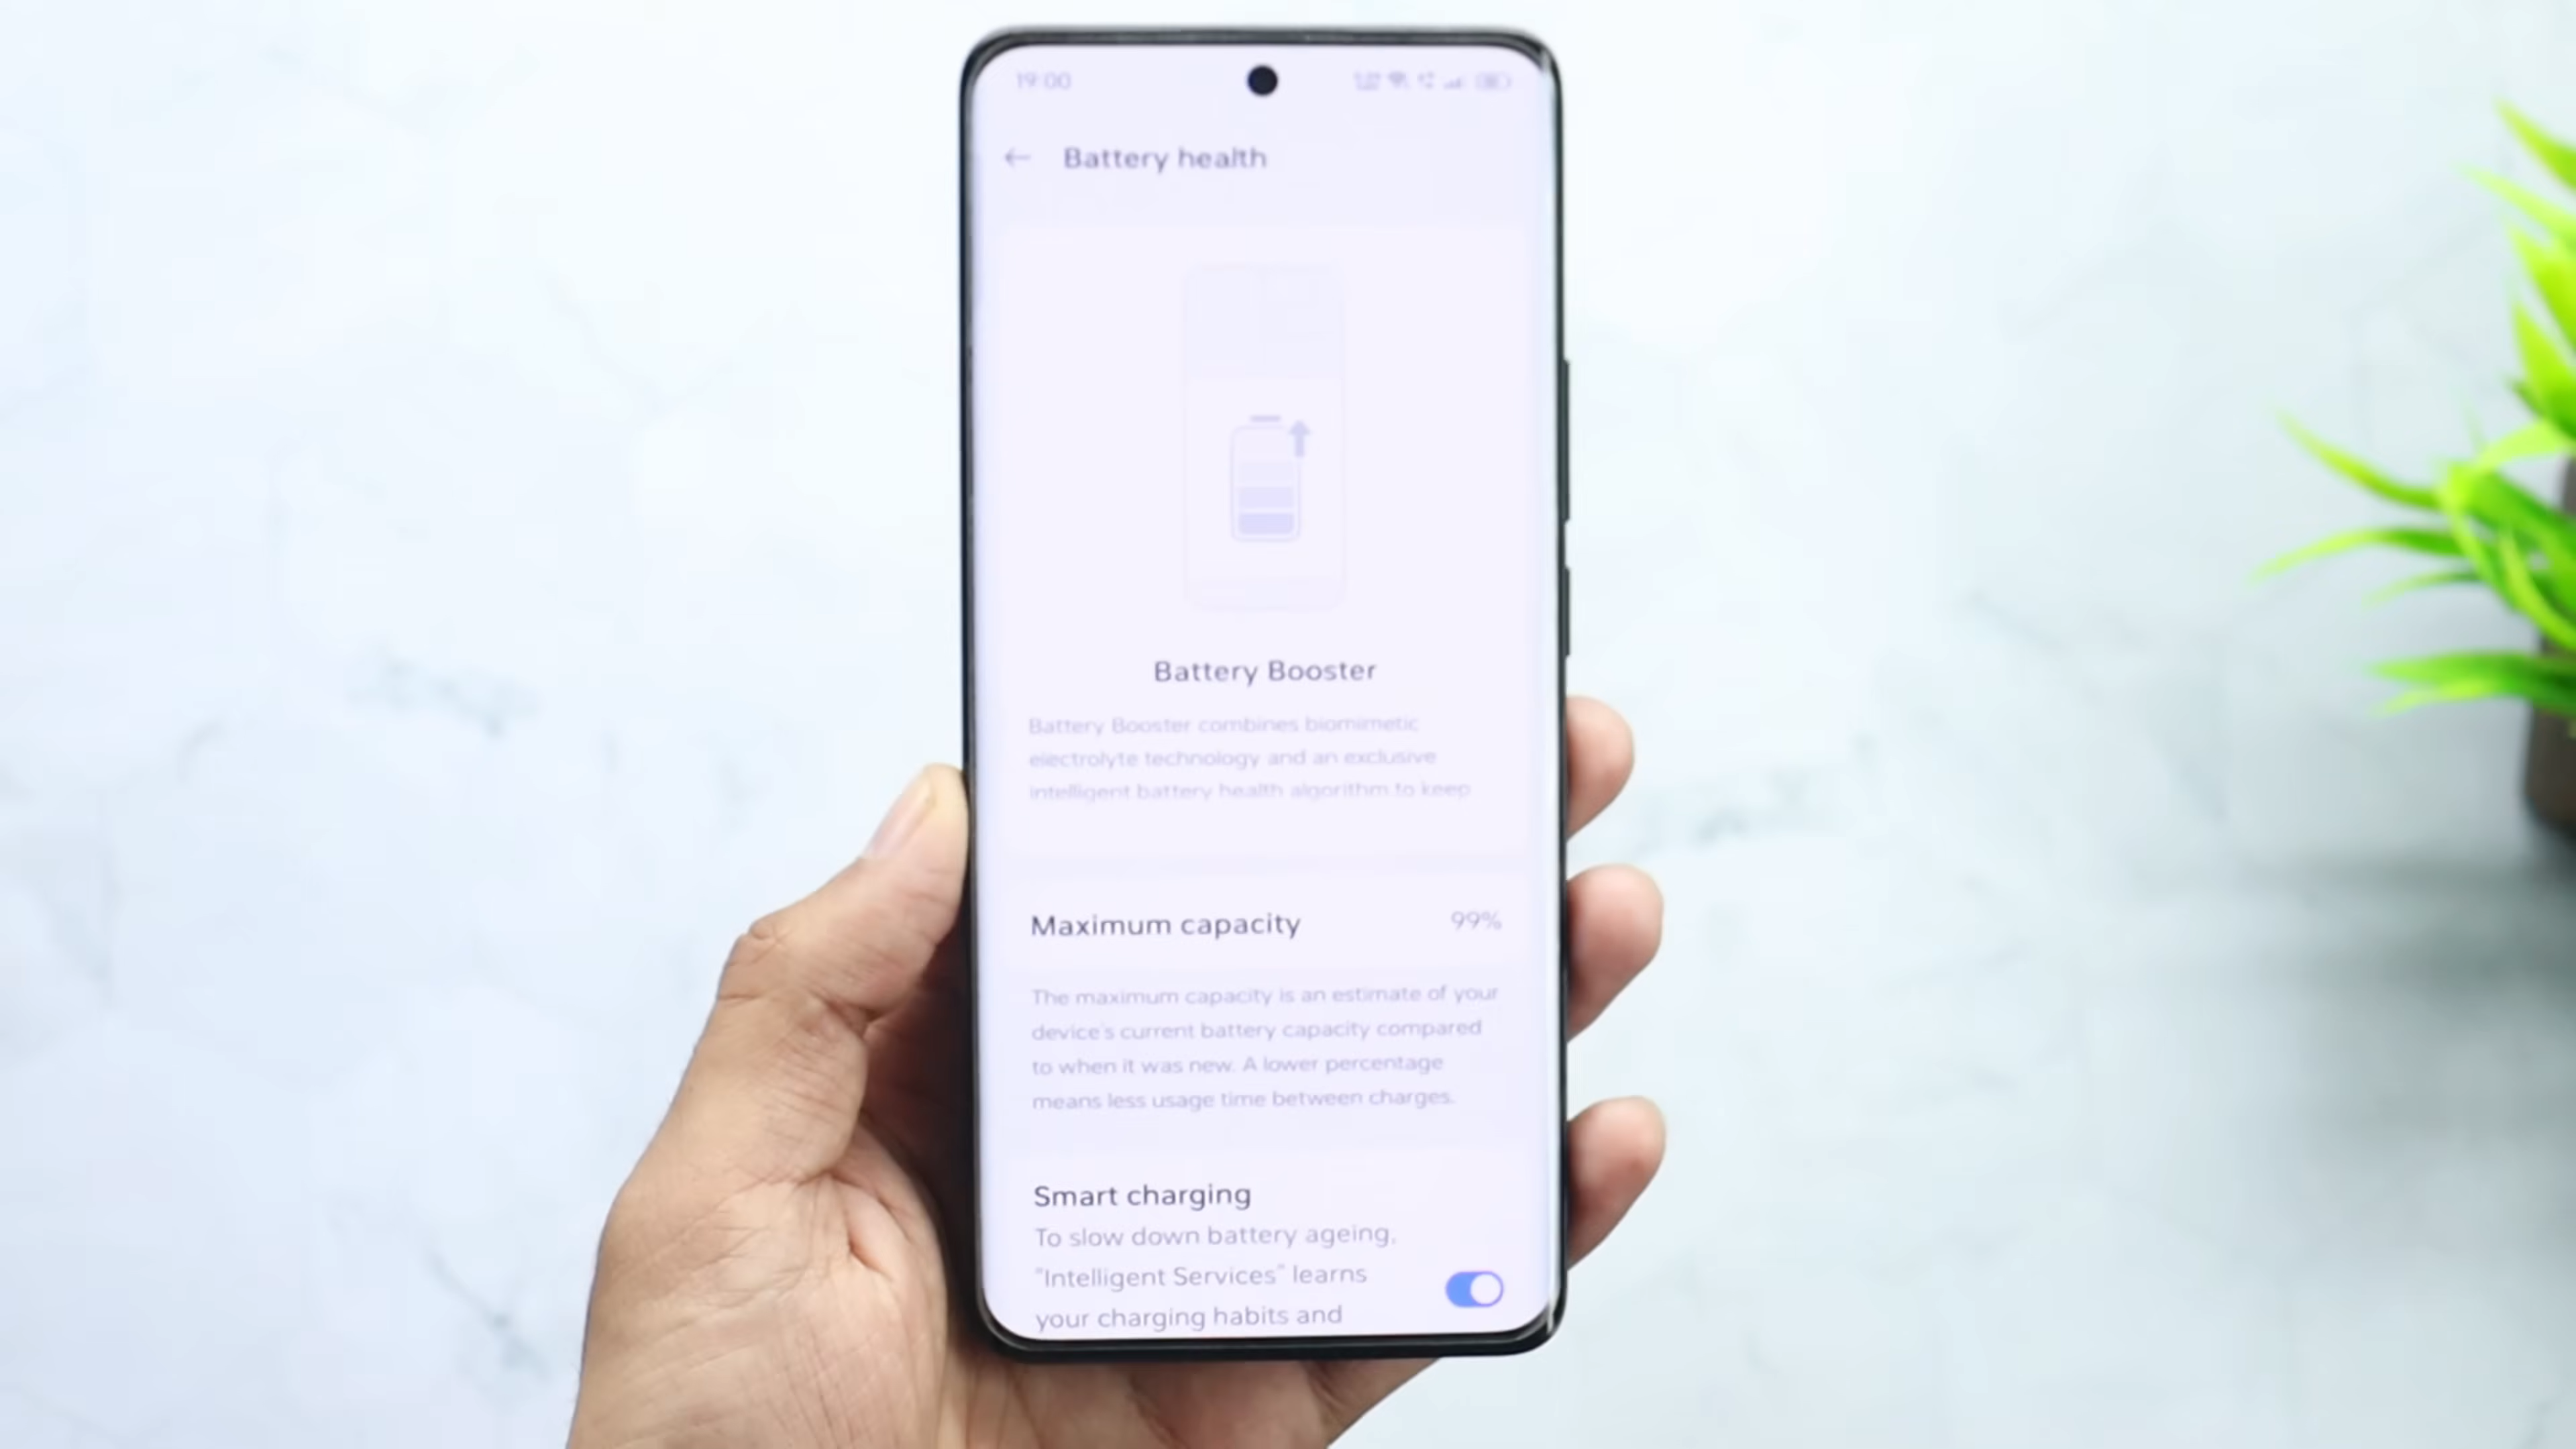 19:00
Battery health
Battery Booster
Battery Booster combines biomimetic
electrolyte technology and an exclusive
intelligent battery health algorithm to keep
Maximum capacity 99%
The maximum capacity is an estimate of your
device's current battery capacity compared
to when it was new. A lower percentage
means less usage time between charges.
Smart charging
To slow down battery ageing,
"Intelligent Services" learns
your charging habits and